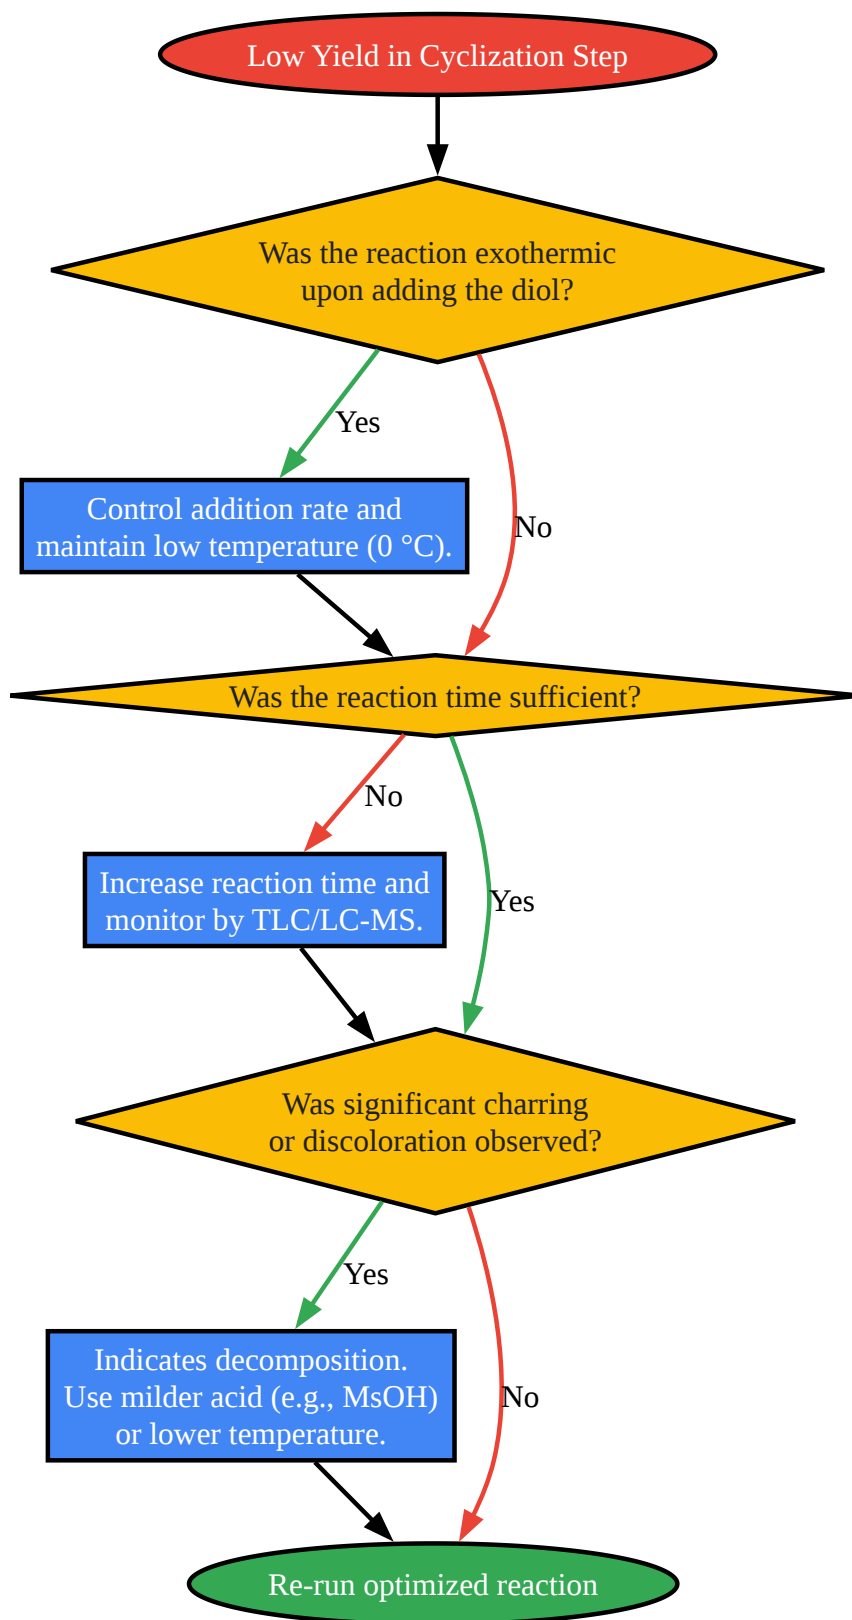 Low Yield in Cyclization Step
Was the reaction exothermic
upon adding the diol?
Yes
No
Control addition rate and
maintain low temperature (0 °C).
Was the reaction time sufficient?
No
Yes
Increase reaction time and
monitor by TLC/LC-MS.
Was significant charring
or discoloration observed?
Yes
No
Indicates decomposition.
Use milder acid (e.g., MsOH)
or lower temperature.
Re-run optimized reaction